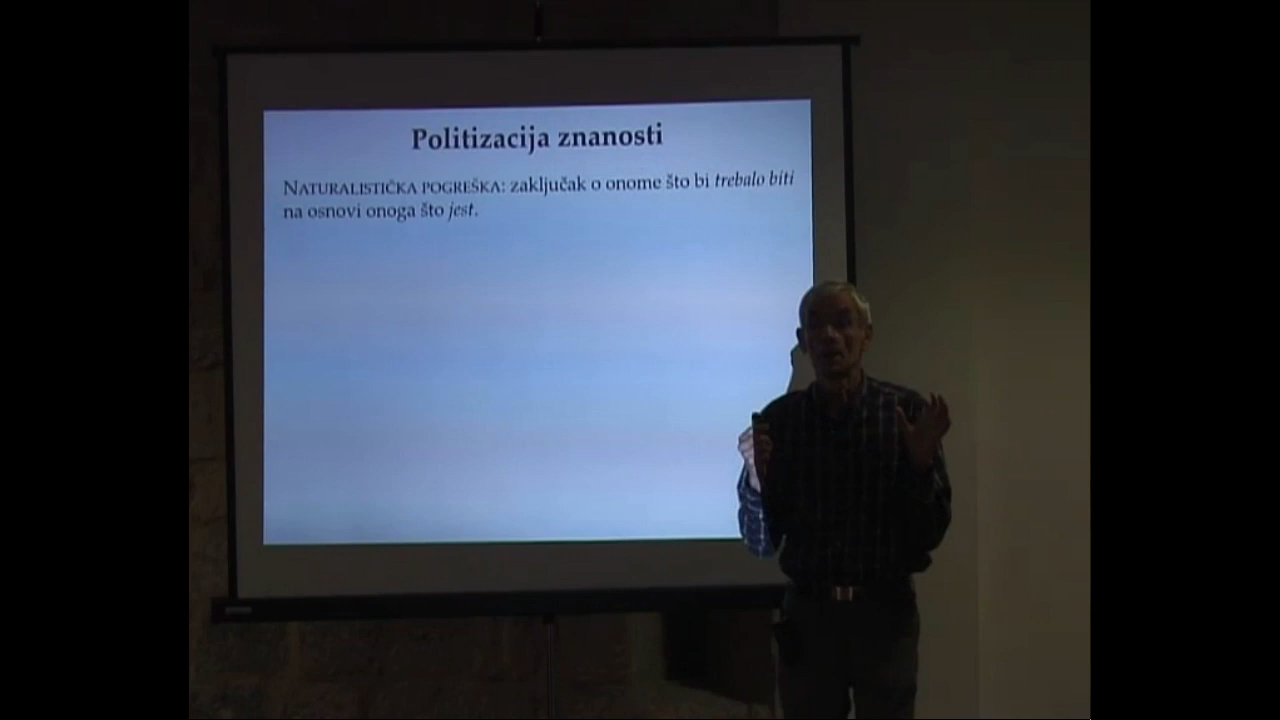 Politizacija znanosti
NATURALISTIČKA POGREŠKA: zaključak o onome što bi trebalo biti
na osnovi onoga što jest.